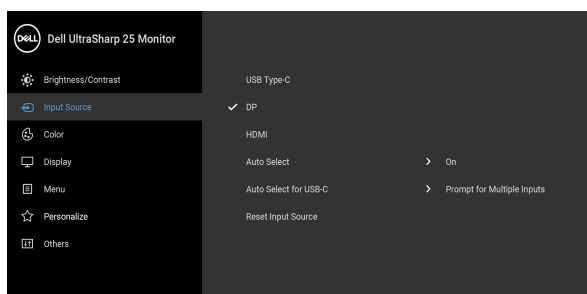 DELL Dell UltraSharp 25 Monitor
Brightness/Contrast
USB Type-C
Input Source
DP
Color
HDMI
Display
Auto Select
On
Menu
Auto Select for USB-C
Prompt for Multiple Inputs
Personalize
Reset Input Source
Others